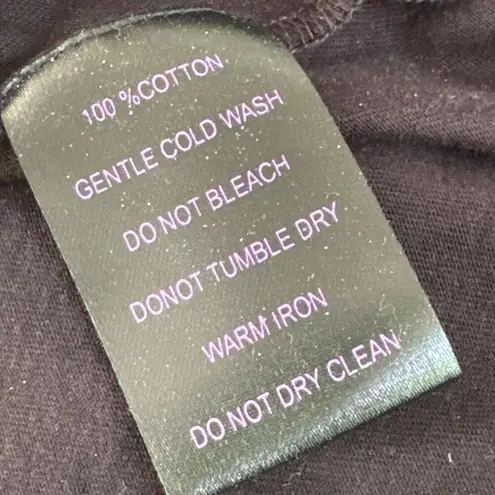 100 %COTTON
GENTLE COLD WASH
DO NOT BLEACH
DONOT TUMBLE DRY
WARM IRON
DO NOT DRY CLEAN